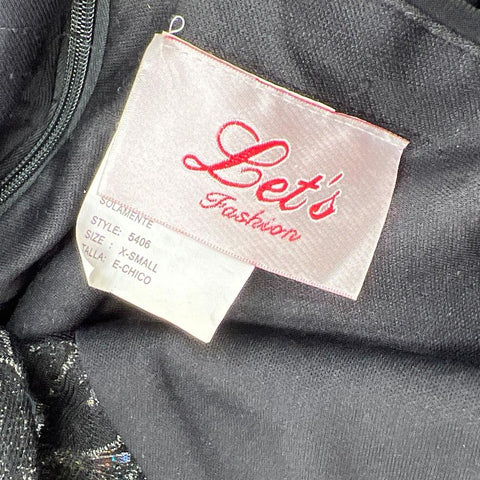 Let's
Fashion
SOLAMENTE
STYLE: 5406
SIZE : X-SMALL
TALLA: E-CHICO